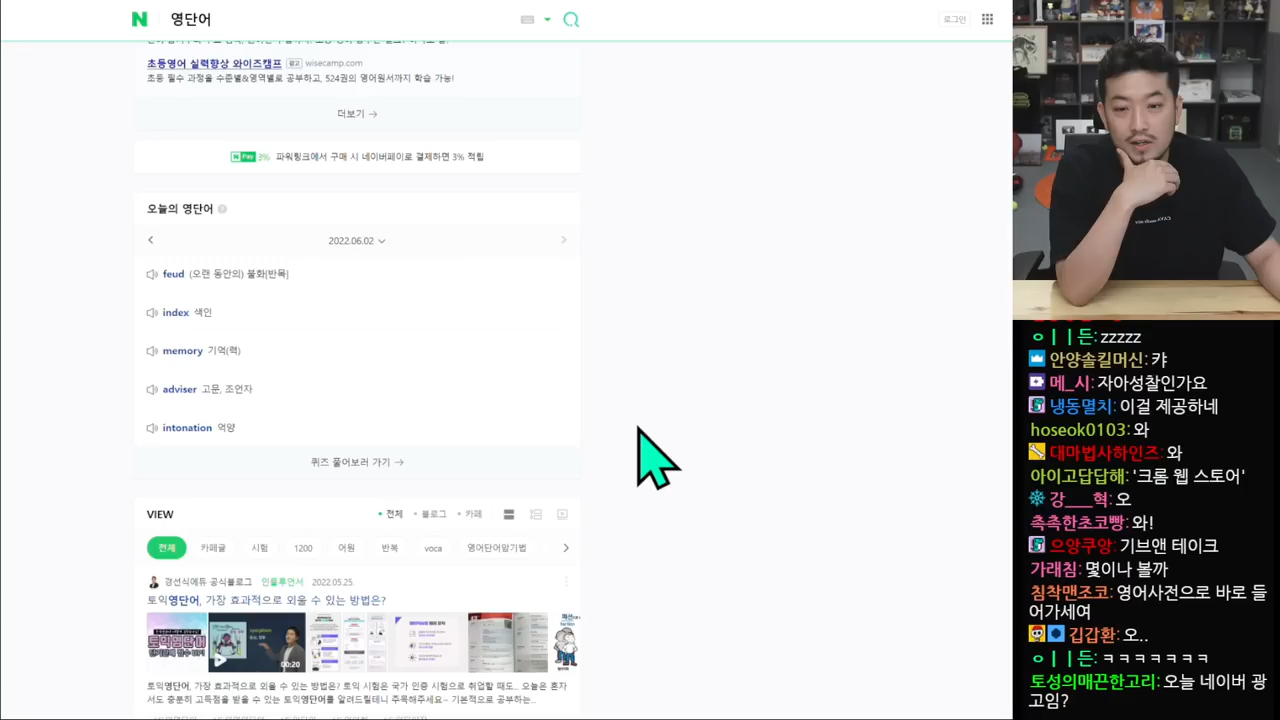 N 영단어
로그인
초등영어 실력향상 와이즈캠프 광고 wisecamp.com
초등 필수 과정을 수준별&영역별로 공부하고, 524권의 영어원서까지 학습 가능!
더보기 →
N Pay 3% 파워링크에서 구매 시 네이버페이로 결제하면 3% 적립
오늘의 영단어
2022.06.02
feud (오랜 동안의) 불화[반목]
index 색인
memory 기억(력)
adviser 고문, 조언자
intonation 억양
퀴즈 풀어보러 가기 →
VIEW
전체 블로그 카페
전체 카페글 시험 1200 어원 반복 voca 영어단어암기법
경선식에듀 공식블로그 인플루언서 2022.05.25.
토익영단어, 가장 효과적으로 외울 수 있는 방법은?
토익영단어
00:20
토익영단어, 가장 효과적으로 외울 수 있는 방법은? 토익 시험은 국가 인증 시험으로 취업할 때도... 오늘은 혼자
서도 충분히 고득점을 받을 수 있는 토익영단어를 알려드릴테니 주목해주세요~ 기본적으로 공부하는...
ㅇㅣㅣ든: zzzzz
안양솔킬머신: 캬
메_시: 자아성찰인가요
냉동멸치: 이걸 제공하네
hoseok0103: 와
대마법사하인즈: 와
아이고답답해: '크롬 웹 스토어'
강___혁: 오
촉촉한초코빵: 와!
으앙쿠앙: 기브앤 테이크
가래침: 몇이나 볼까
침착맨조코: 영어사전으로 바로 들
어가세여
깁갑환: 오..
ㅇㅣㅣ든: ㅋㅋㅋㅋㅋㅋㅋ
토성의매끈한고리: 오늘 네이버 광
고임?